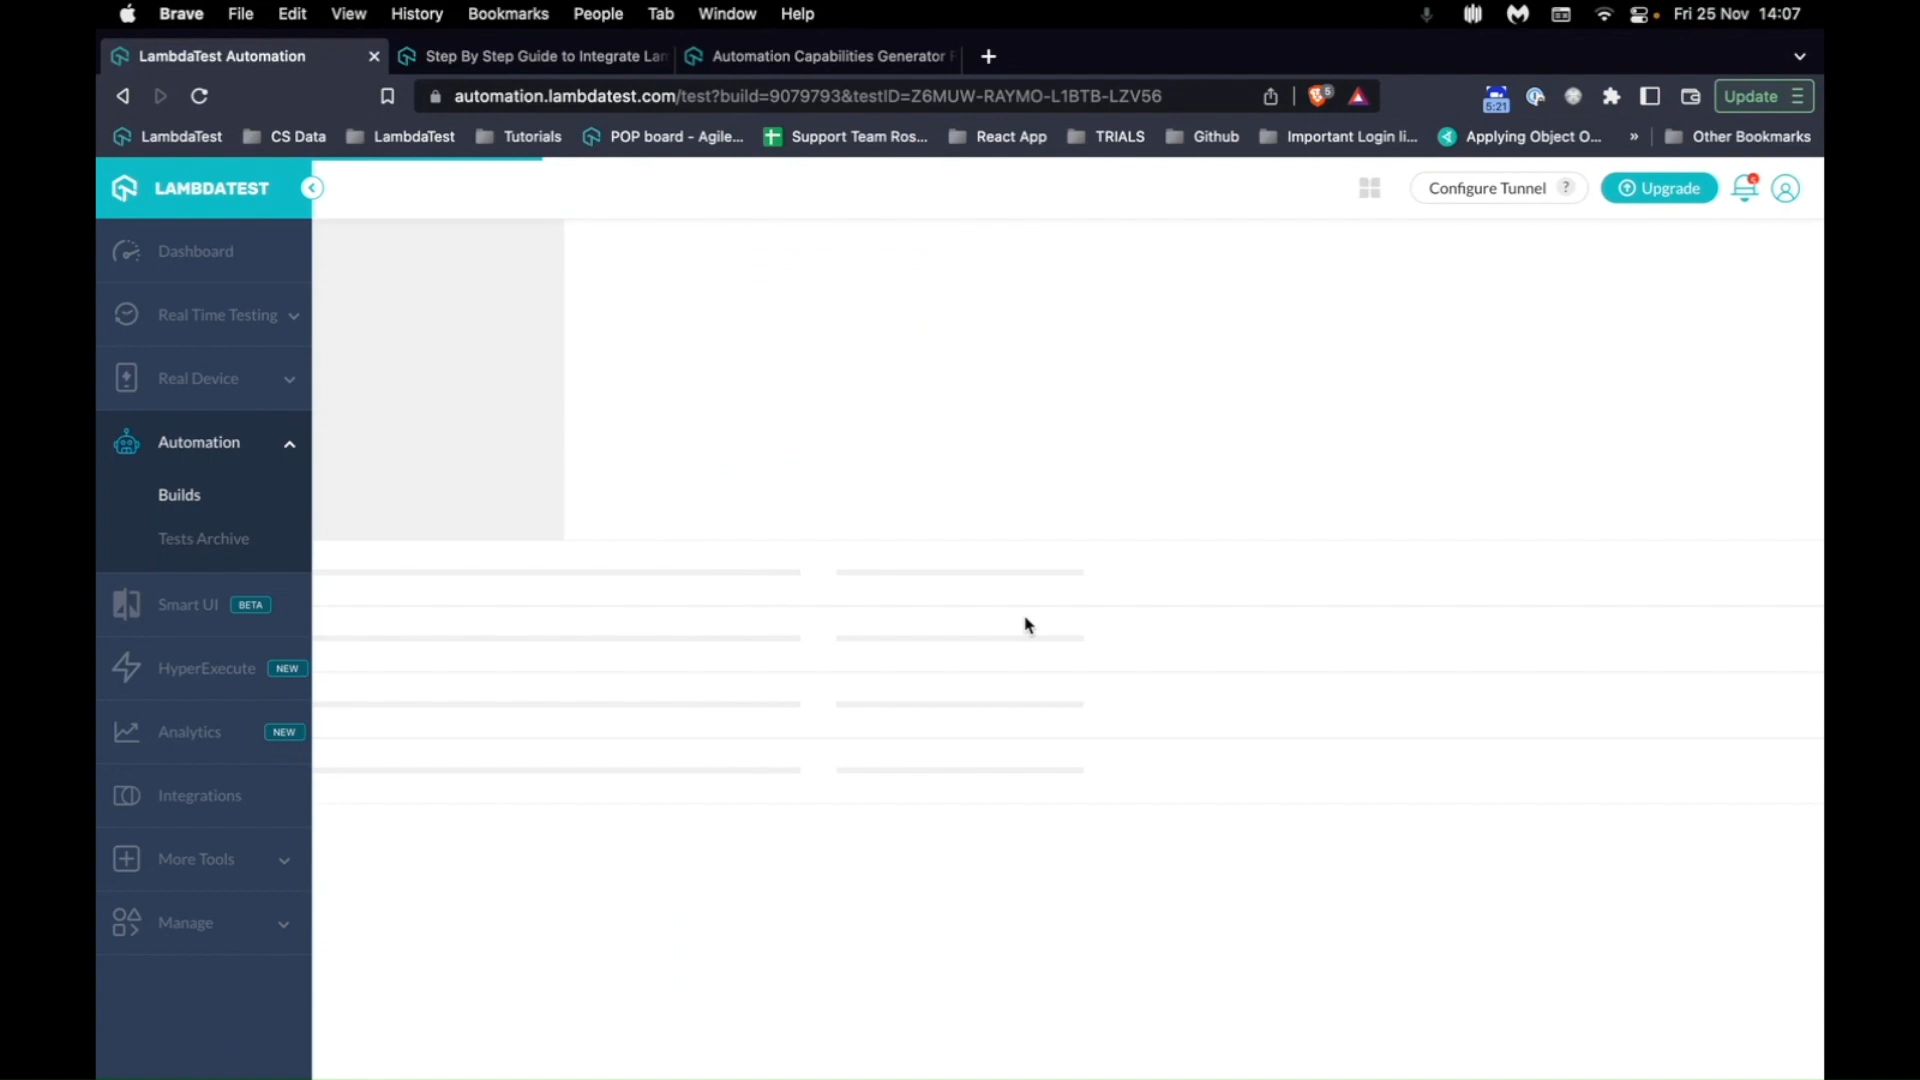 Brave File Edit View History Bookmarks People Tab Window Help Fri 25 Nov 14:07
LambdaTest Automation Step By Step Guide to Integrate Lam Automation Capabilities Generator
automation.lambdatest.com/test?build=9079793&testID=Z6MUW-RAYMO-L1BTB-LZV56 5 5:21 Update
LambdaTest CS Data LambdaTest Tutorials POP board - Agile... Support Team Ros... React App TRIALS Github Important Login li... Applying Object O... » Other Bookmarks
LAMBDATEST Configure Tunnel ? Upgrade
Dashboard
Real Time Testing
Real Device
Automation
Builds
Tests Archive
Smart UI BETA
HyperExecute NEW
Analytics NEW
Integrations
More Tools
Manage